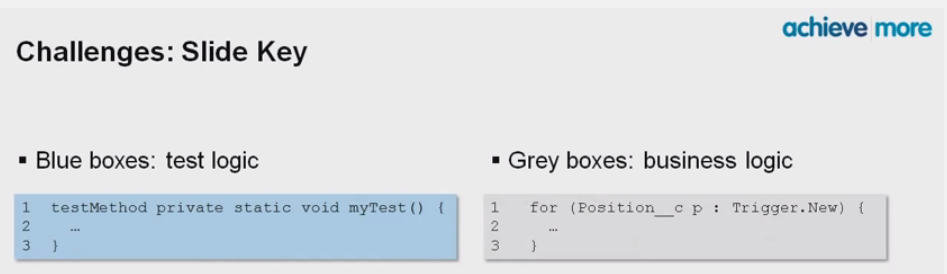 achieve more
Challenges: Slide Key
▪ Blue boxes: test logic
1 testMethod private static void myTest() {
2 …
3 }
▪ Grey boxes: business logic
1 for (Position__c p : Trigger.New) {
2 …
3 }